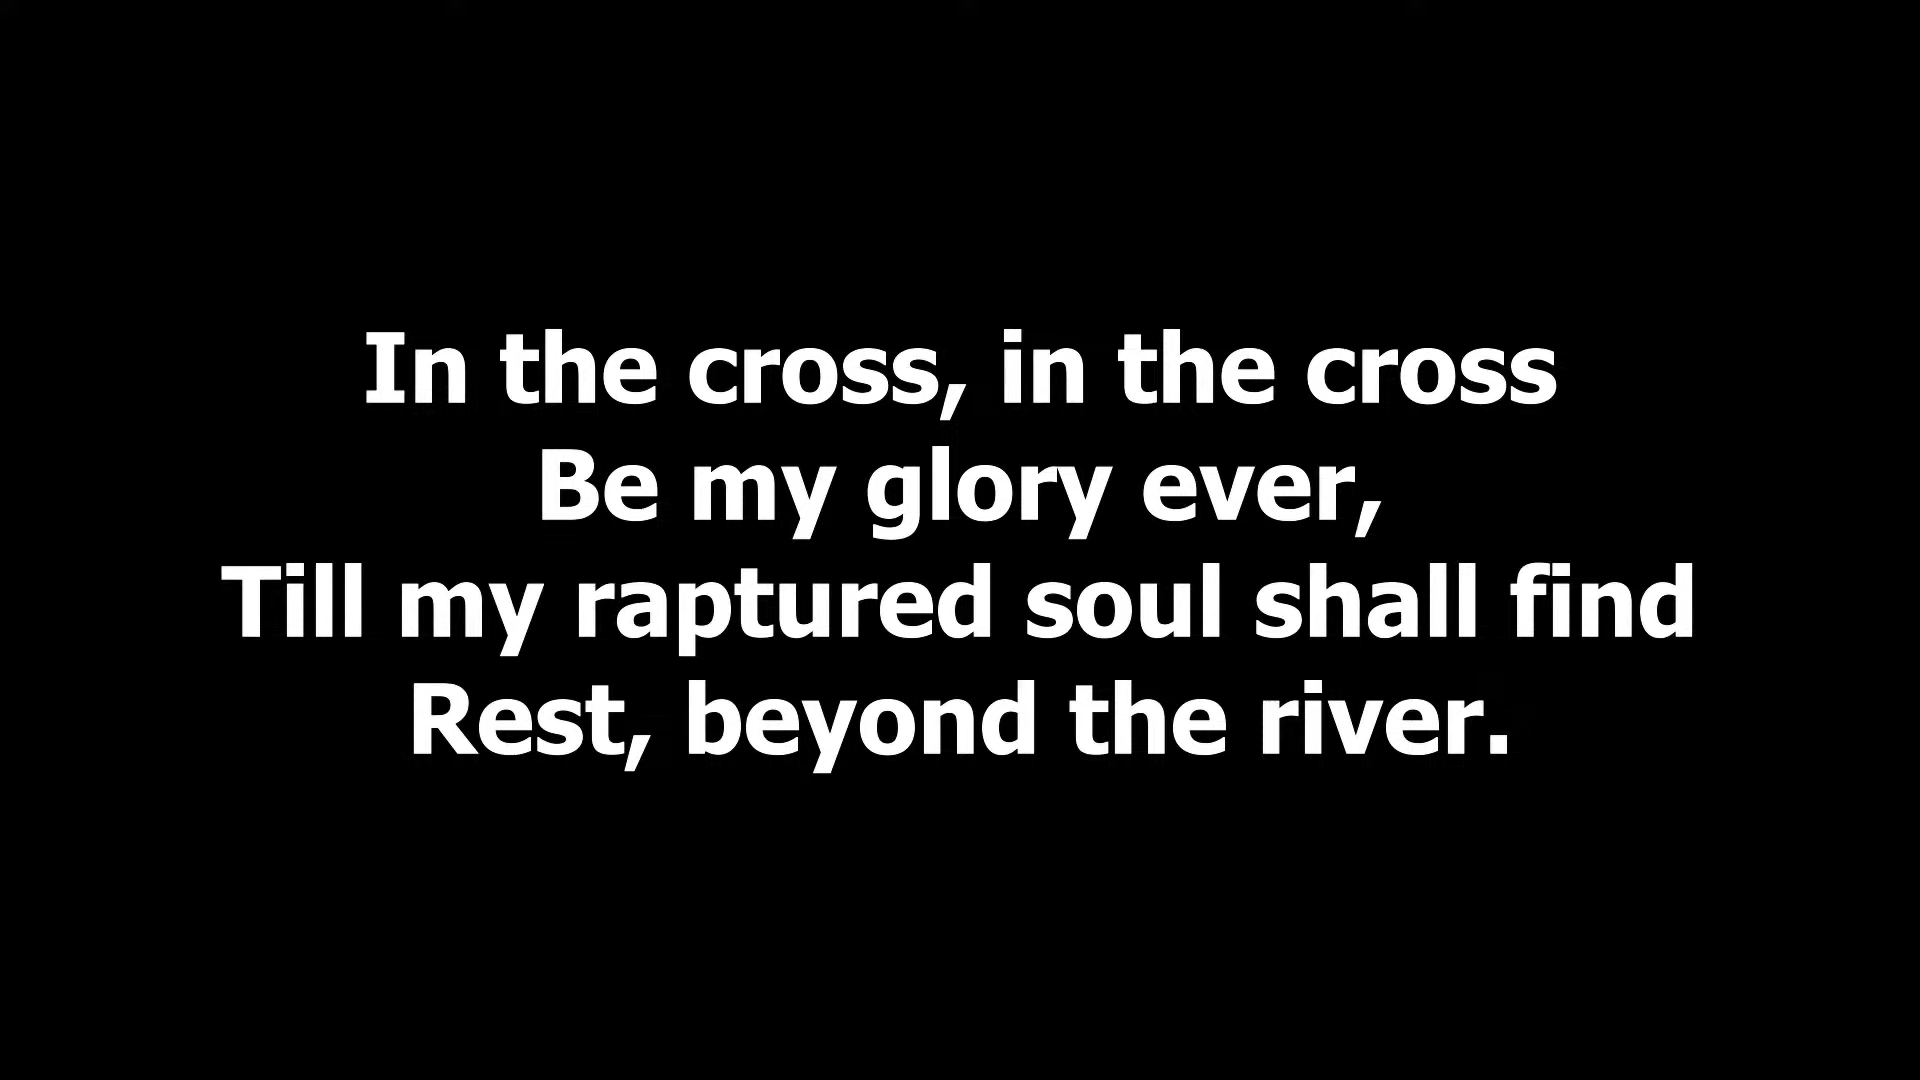 In the cross, in the cross
Be my glory ever,
Till my raptured soul shall find
Rest, beyond the river.